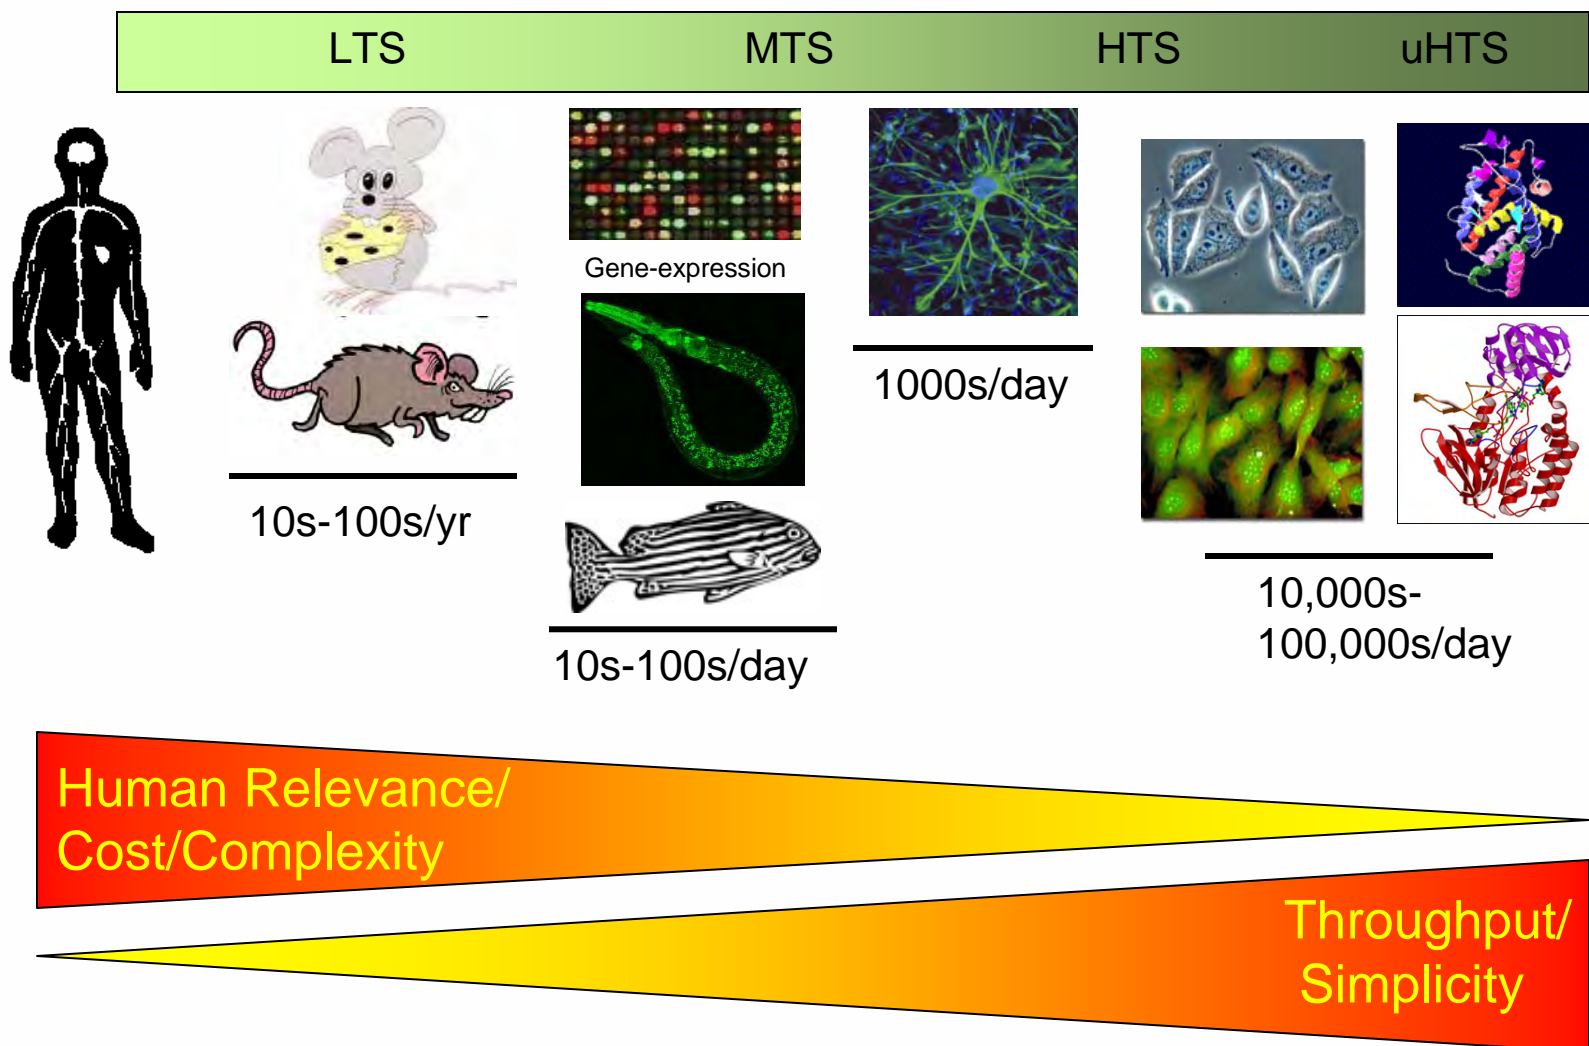 LTS MTS HTS uHTS
Gene-expression
1000s/day
10s-100s/yr
10,000s-
100,000s/day
10s-100s/day
Human Relevance/
Cost/Complexity
Throughput/
Simplicity